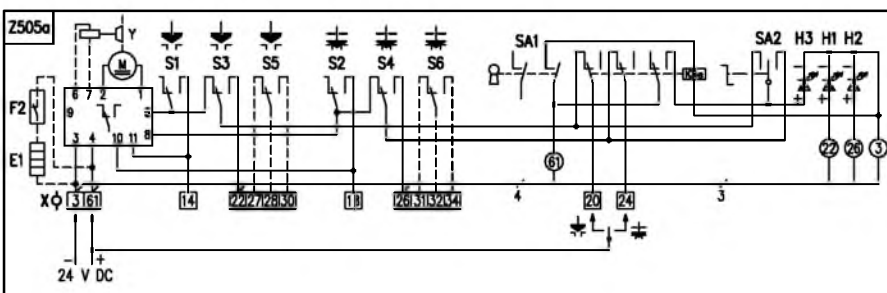 Z505a
Y
M
S1 S3 S5 S2 S4 S6
SA1 SA2 H3 H1 H2
6 7 2 1
F2 9 5
8
3 4 10 11
E1
61 22 26 3
X 3 61 14 22 27 28 30 26 31 32 34 4 20 24 3
- +
24 V DC